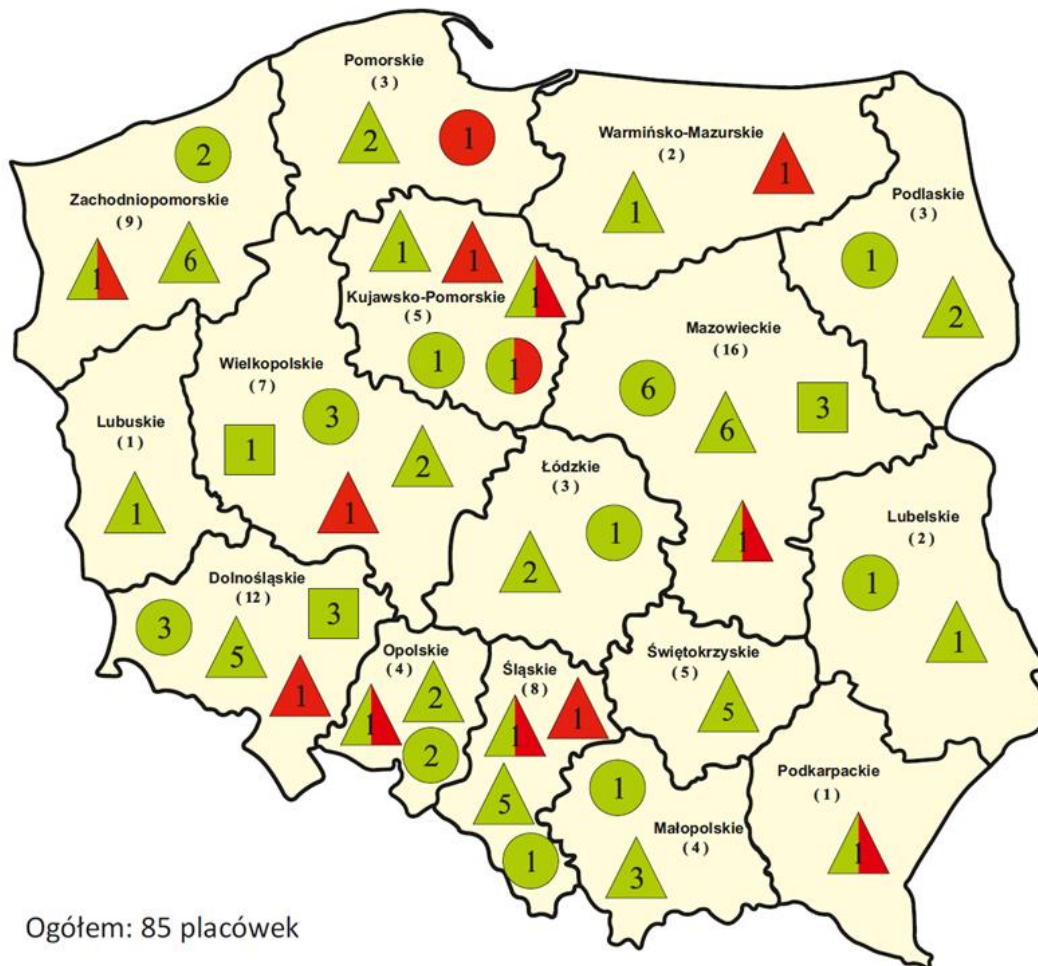 Pomorskie
( 3 )
2
1
Warmińsko-Mazurskie
( 2 )
1
1
Podlaskie
( 3 )
1
2
2
Zachodniopomorskie
( 9 )
1
6
1
1
1
Kujawsko-Pomorskie
( 5 )
1
1
Mazowieckie
( 16 )
6
6
3
1
Wielkopolskie
( 7 )
3
1
2
1
Lubuskie
( 1 )
1
Łódzkie
( 3 )
1
2
Lubelskie
( 2 )
1
1
Dolnośląskie
( 12 )
3
3
5
1
Opolskie
( 4 )
2
1
2
Śląskie
( 8 )
1
1
5
1
Świętokrzyskie
( 5 )
5
1
Małopolskie
( 4 )
3
Podkarpackie
( 1 )
1
Ogółem: 85 placówek